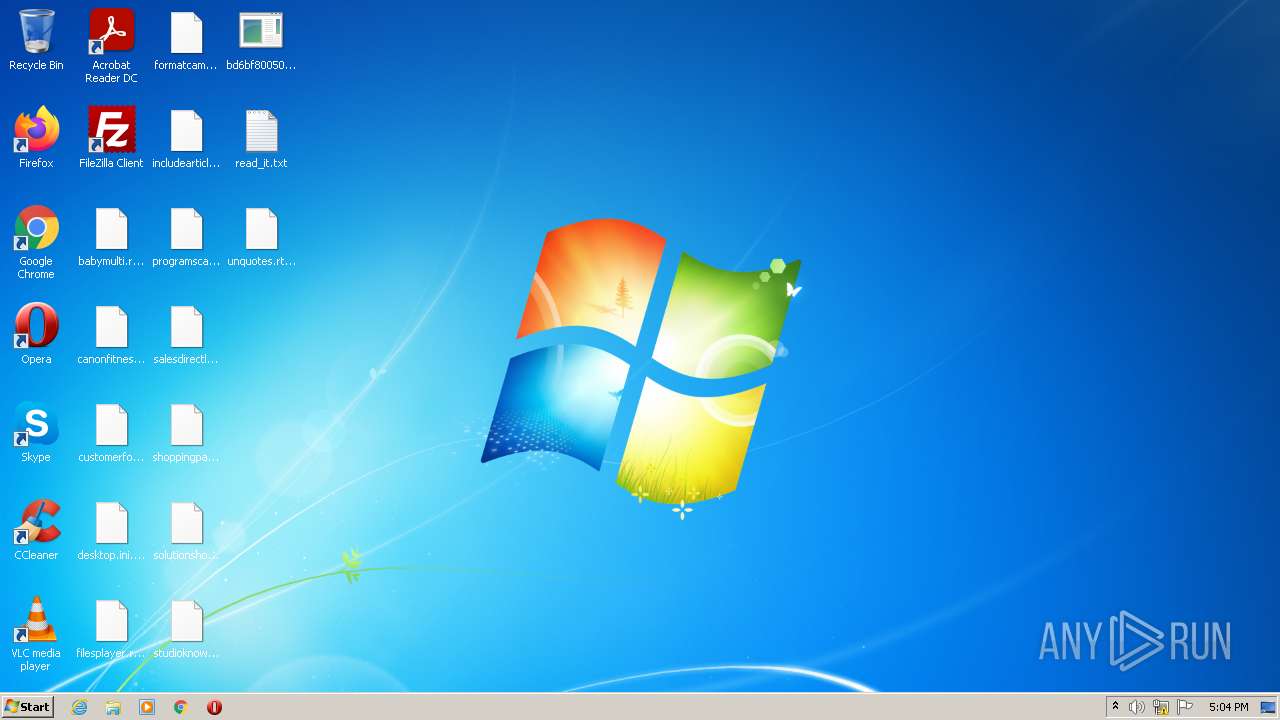 Recycle Bin
Acrobat
Reader DC
formatcam...
bd6bf80050...
Firefox
FileZilla Client
includearticl...
read_it.txt
Google
Chrome
babymulti.r...
programsca...
unquotes.rt...
Opera
canonfitnes...
salesdirectl...
Skype
customerfo...
shoppingpa...
CCleaner
desktop.ini....
solutionsho...
VLC media
player
filesplayer.r...
studioknow...
ANY RUN
Start
5:04 PM